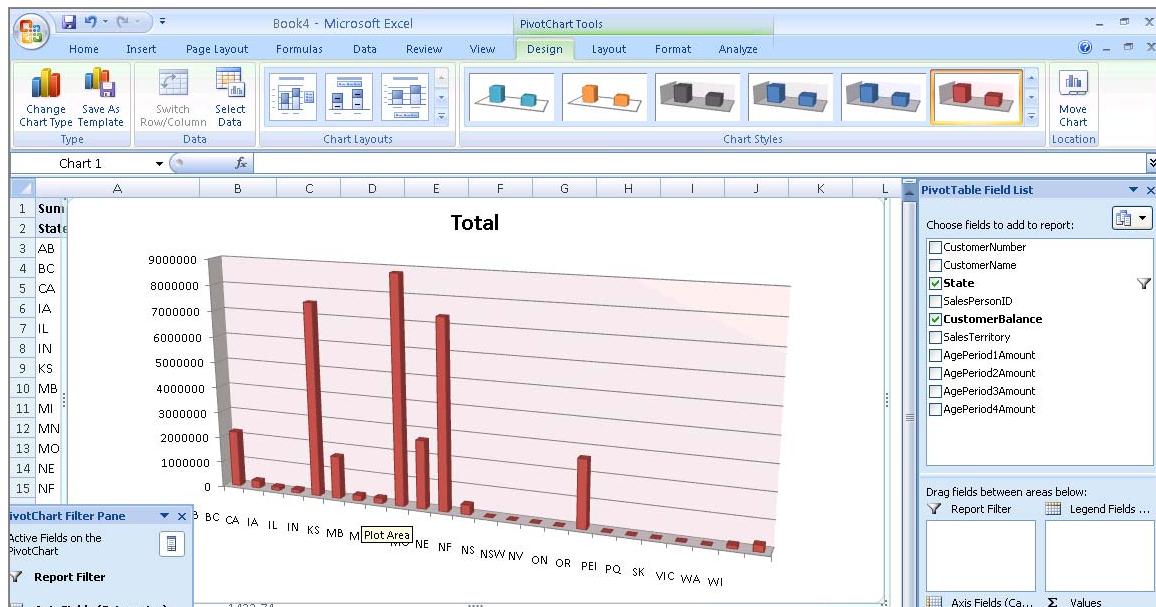 Book4 - Microsoft Excel
PivotChart Tools
Home Insert Page Layout Formulas Data Review View Design Layout Format Analyze
Change Chart Type
Save As Template
Type
Switch Row/Column
Select Data
Data
Chart Layouts
Chart Styles
Move Chart
Location
Chart 1
fx
A B C D E F G H I J K L
1 Sum
2 State
3 AB
4 BC
5 CA
6 IA
7 IL
8 IN
9 KS
10 MB
11 MI
12 MN
13 MO
14 NE
15 NF
Total
9000000
8000000
7000000
6000000
5000000
4000000
3000000
2000000
1000000
0
BC CA IA IL IN KS MB NE NF NS NSW NV ON OR PEI PQ SK VIC WA WI
Plot Area
PivotTable Field List
Choose fields to add to report:
CustomerNumber
CustomerName
State
SalesPersonID
CustomerBalance
SalesTerritory
AgePeriod1Amount
AgePeriod2Amount
AgePeriod3Amount
AgePeriod4Amount
Drag fields between areas below:
Report Filter
Legend Fields ...
Axis Fields (Ca...
Σ Values
ivotChart Filter Pane
Active Fields on the
PivotChart
Report Filter